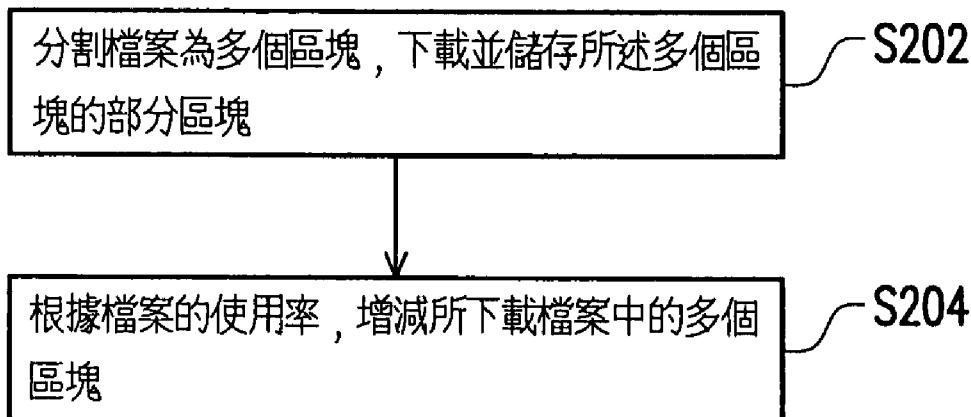 分割檔案為多個區塊，下載並儲存所述多個區
塊的部分區塊
S202
根據檔案的使用率，增減所下載檔案中的多個
區塊
S204